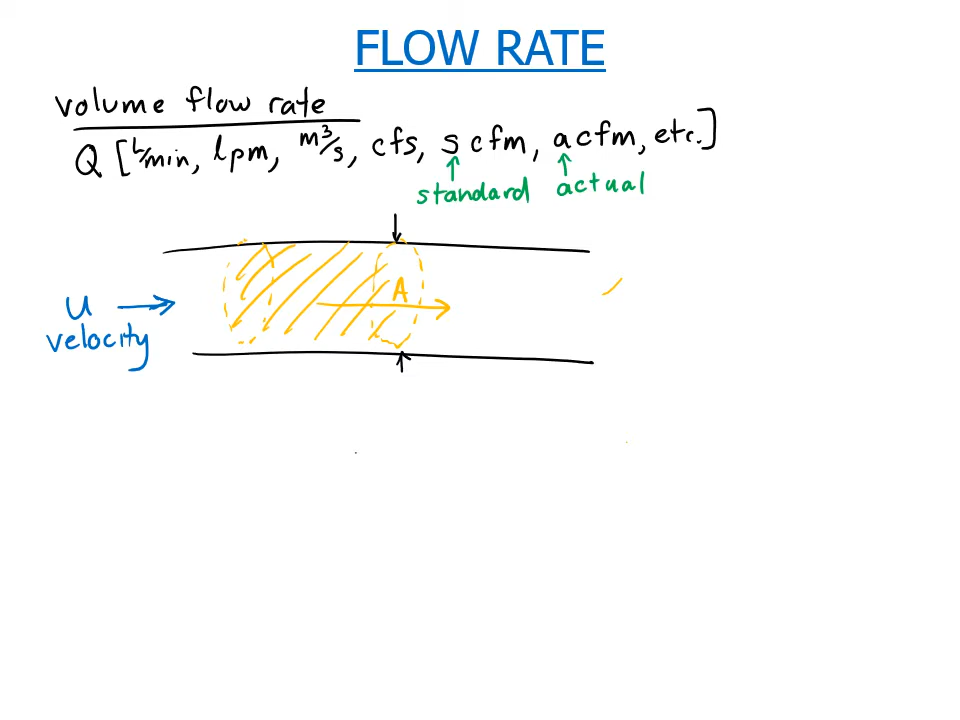 FLOW RATE
volume flow rate
Q [L/min, lpm, m³/s, cfs, scfm, acfm, etc.]
standard actual
A
u
velocity